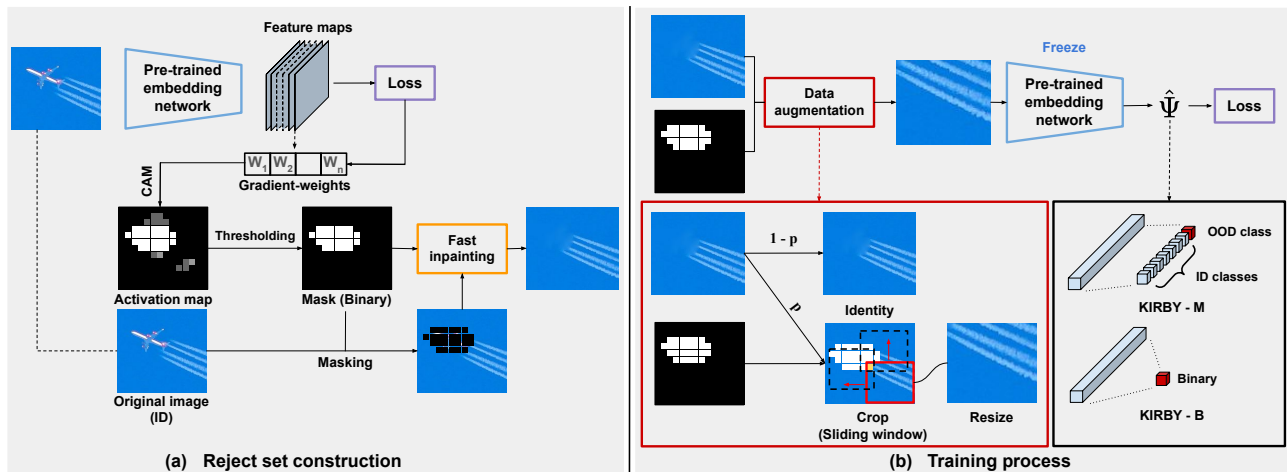 Feature maps
Pre-trained
embedding
network
Loss
W1 W2 Wn
Gradient-weights
CAM
Thresholding
Fast
inpainting
Activation map
Mask (Binary)
Masking
Original image
(ID)
(a) Reject set construction
Freeze
Data
augmentation
Pre-trained
embedding
network
Ψ̂
Loss
1 - p
p
Identity
Crop
(Sliding window)
Resize
OOD class
ID classes
KIRBY - M
Binary
KIRBY - B
(b) Training process